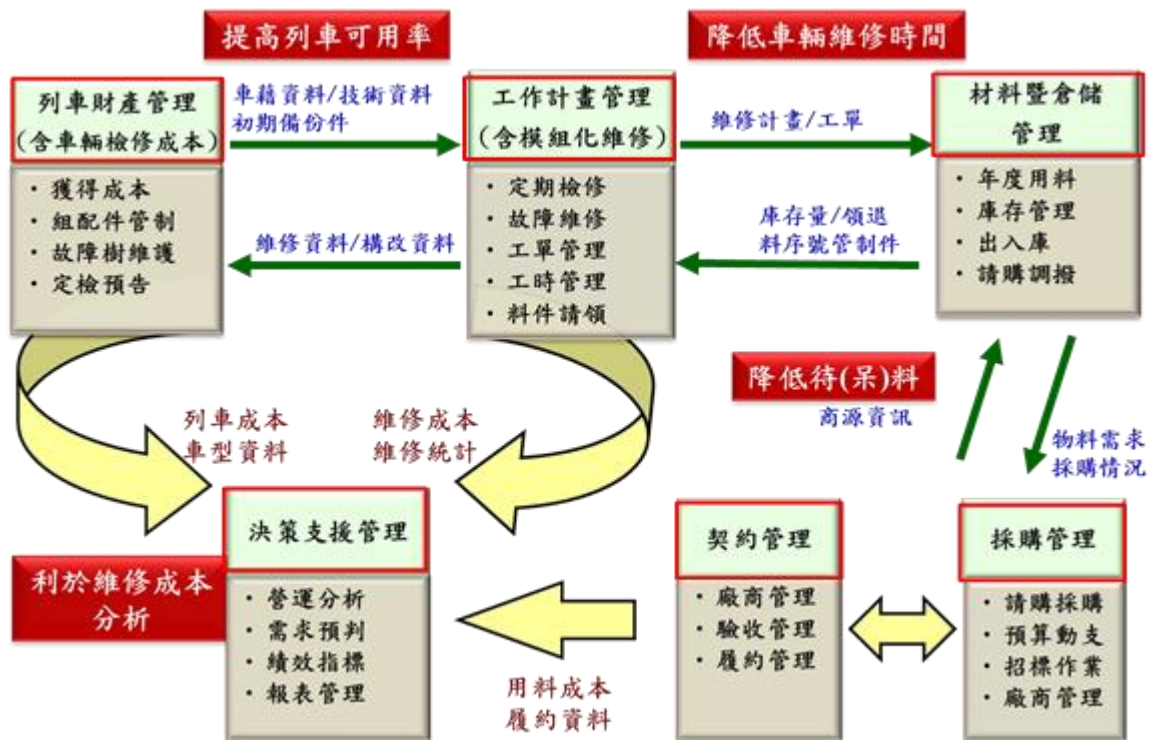 提高列車可用率
降低車輛維修時間
列車財產管理
(含車輛檢修成本)
・獲得成本
・組配件管制
・故障樹維護
・定檢預告
車藉資料/技術資料
初期備份件
維修資料/構改資料
工作計畫管理
(含模組化維修)
・定期檢修
・故障維修
・工單管理
・工時管理
・料件請領
維修計畫/工單
庫存量/領退
料序號管制件
材料暨倉儲
管理
・年度用料
・庫存管理
・出入庫
・請購調撥
降低待(呆)料
商源資訊
物料需求
採購情況
列車成本
車型資料
維修成本
維修統計
利於維修成本
分析
決策支援管理
・營運分析
・需求預判
・績效指標
・報表管理
用料成本
履約資料
契約管理
・廠商管理
・驗收管理
・履約管理
採購管理
・請購採購
・預算動支
・招標作業
・廠商管理